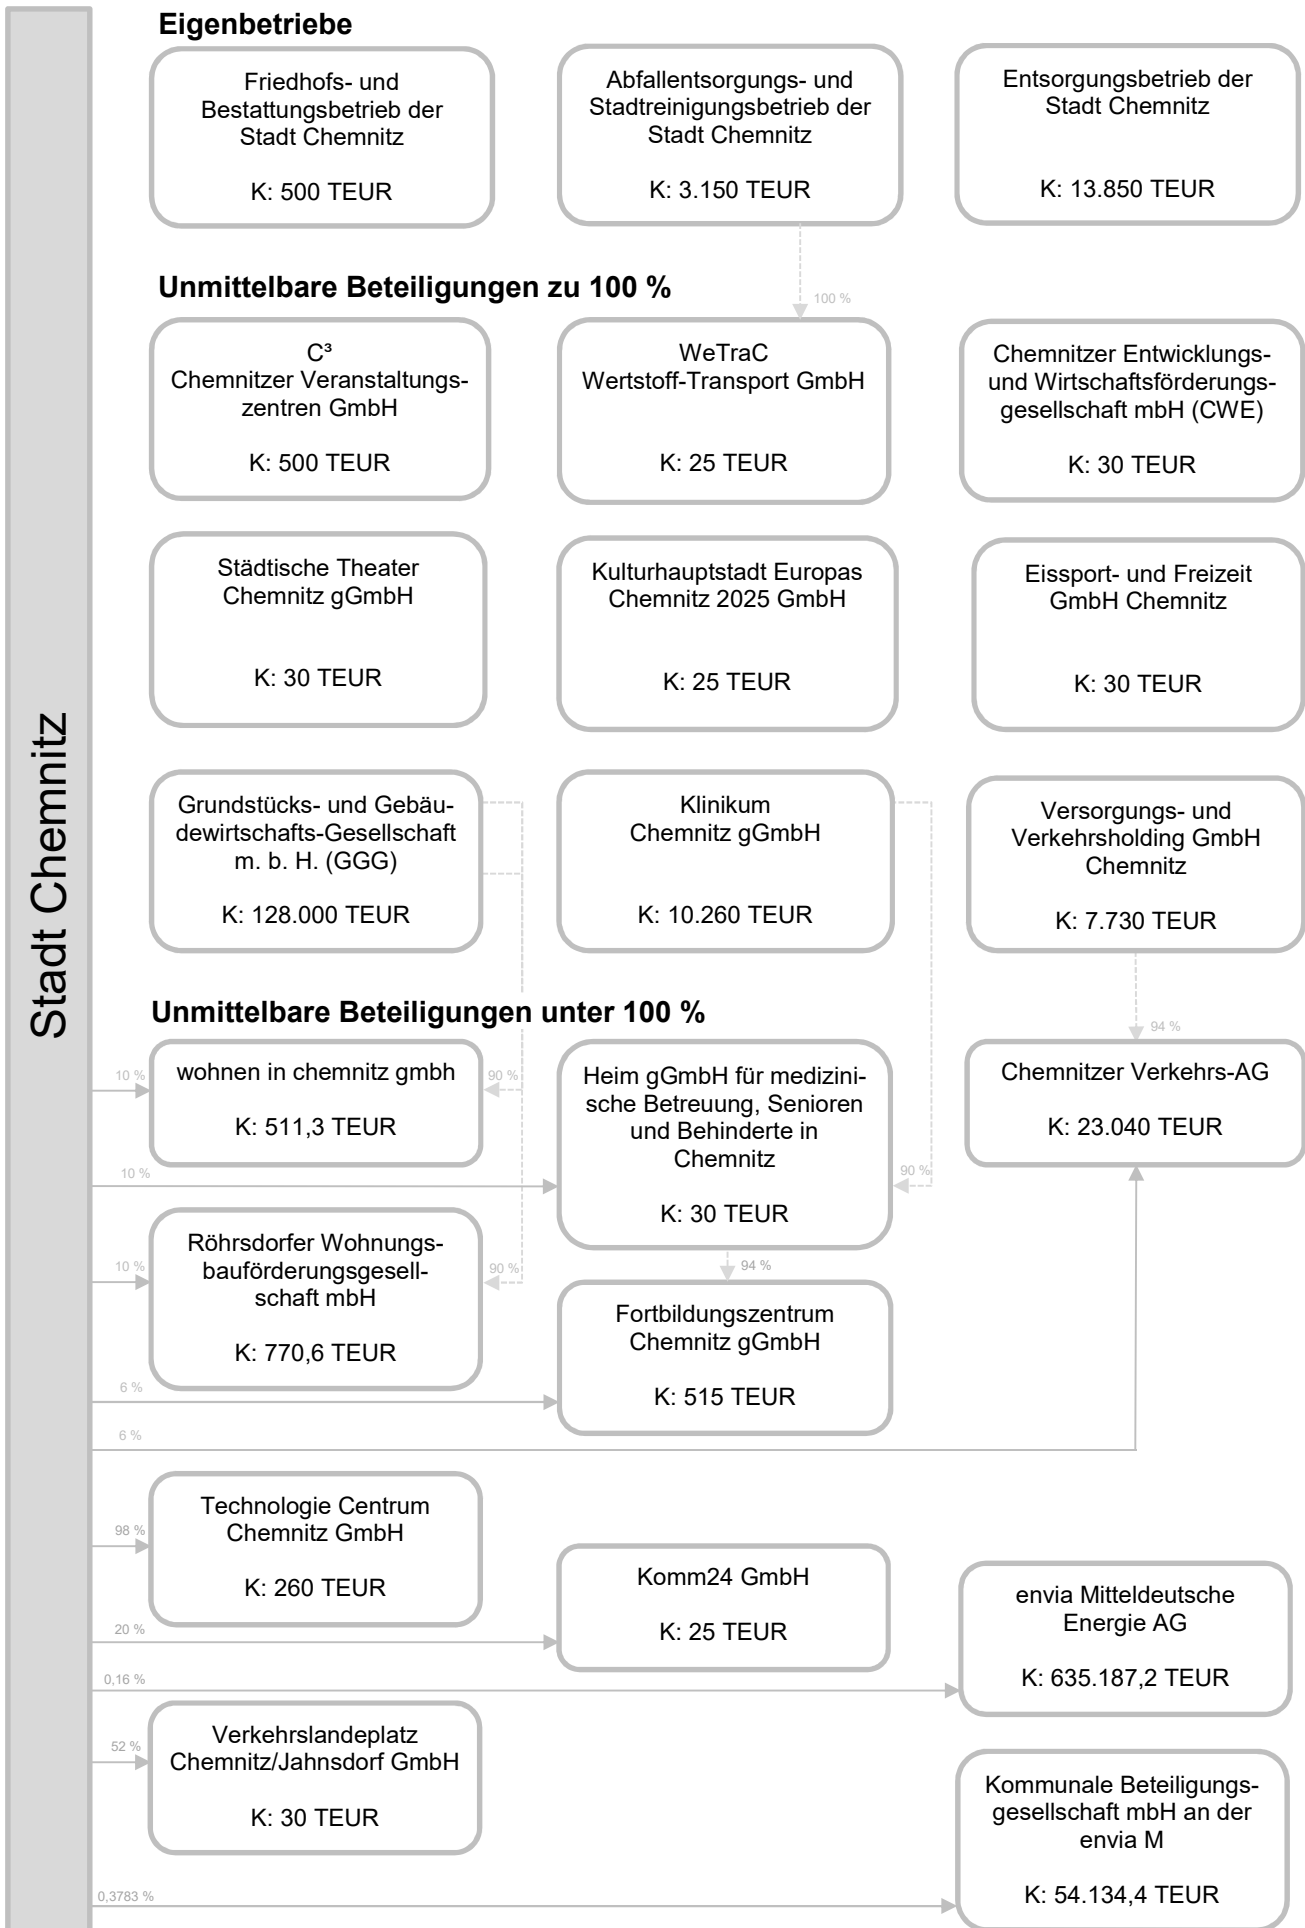 Stadt Chemnitz
Eigenbetriebe
Friedhofs- und
Bestattungsbetrieb der
Stadt Chemnitz
K: 500 TEUR
Abfallentsorgungs- und
Stadtreinigungsbetrieb der
Stadt Chemnitz
K: 3.150 TEUR
Entsorgungsbetrieb der
Stadt Chemnitz
K: 13.850 TEUR
100 %
Unmittelbare Beteiligungen zu 100 %
C³
Chemnitzer Veranstaltungs-
zentren GmbH
K: 500 TEUR
WeTraC
Wertstoff-Transport GmbH
K: 25 TEUR
Chemnitzer Entwicklungs-
und Wirtschaftsförderungs-
gesellschaft mbH (CWE)
K: 30 TEUR
Städtische Theater
Chemnitz gGmbH
K: 30 TEUR
Kulturhauptstadt Europas
Chemnitz 2025 GmbH
K: 25 TEUR
Eissport- und Freizeit
GmbH Chemnitz
K: 30 TEUR
Grundstücks- und Gebäu-
dewirtschafts-Gesellschaft
m. b. H. (GGG)
K: 128.000 TEUR
Klinikum
Chemnitz gGmbH
K: 10.260 TEUR
Versorgungs- und
Verkehrsholding GmbH
Chemnitz
K: 7.730 TEUR
Unmittelbare Beteiligungen unter 100 %
94 %
10 %
wohnen in chemnitz gmbh
K: 511,3 TEUR
90 %
Heim gGmbH für medizini-
sche Betreuung, Senioren
und Behinderte in
Chemnitz
K: 30 TEUR
90 %
Chemnitzer Verkehrs-AG
K: 23.040 TEUR
10 %
10 %
Röhrsdorfer Wohnungs-
bauförderungsgesell-
schaft mbH
K: 770,6 TEUR
90 %
94 %
Fortbildungszentrum
Chemnitz gGmbH
K: 515 TEUR
6 %
6 %
98 %
Technologie Centrum
Chemnitz GmbH
K: 260 TEUR
Komm24 GmbH
K: 25 TEUR
envia Mitteldeutsche
Energie AG
K: 635.187,2 TEUR
20 %
0,16 %
52 %
Verkehrslandeplatz
Chemnitz/Jahnsdorf GmbH
K: 30 TEUR
Kommunale Beteiligungs-
gesellschaft mbH an der
envia M
K: 54.134,4 TEUR
0,3783 %